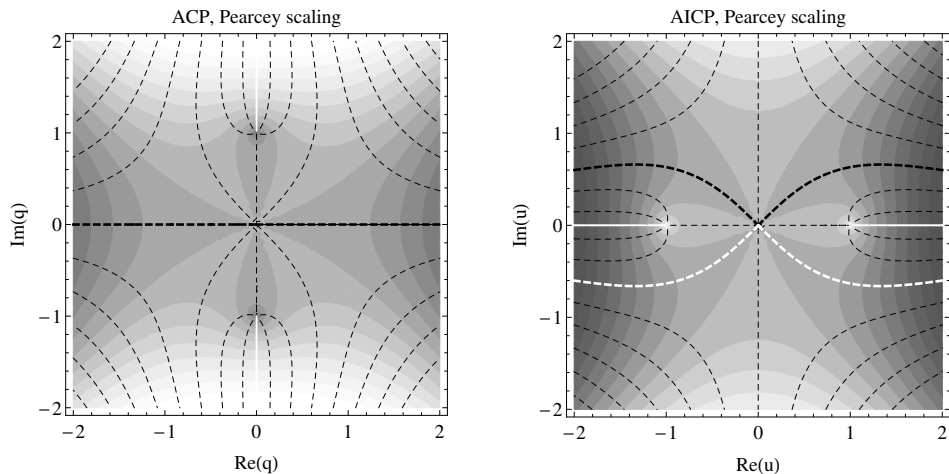 ACP, Pearcey scaling
2
1
0
−1
−2
Im(q)
−2 −1 0 1 2
Re(q)
AICP, Pearcey scaling
2
1
0
−1
−2
Im(u)
−2 −1 0 1 2
Re(u)